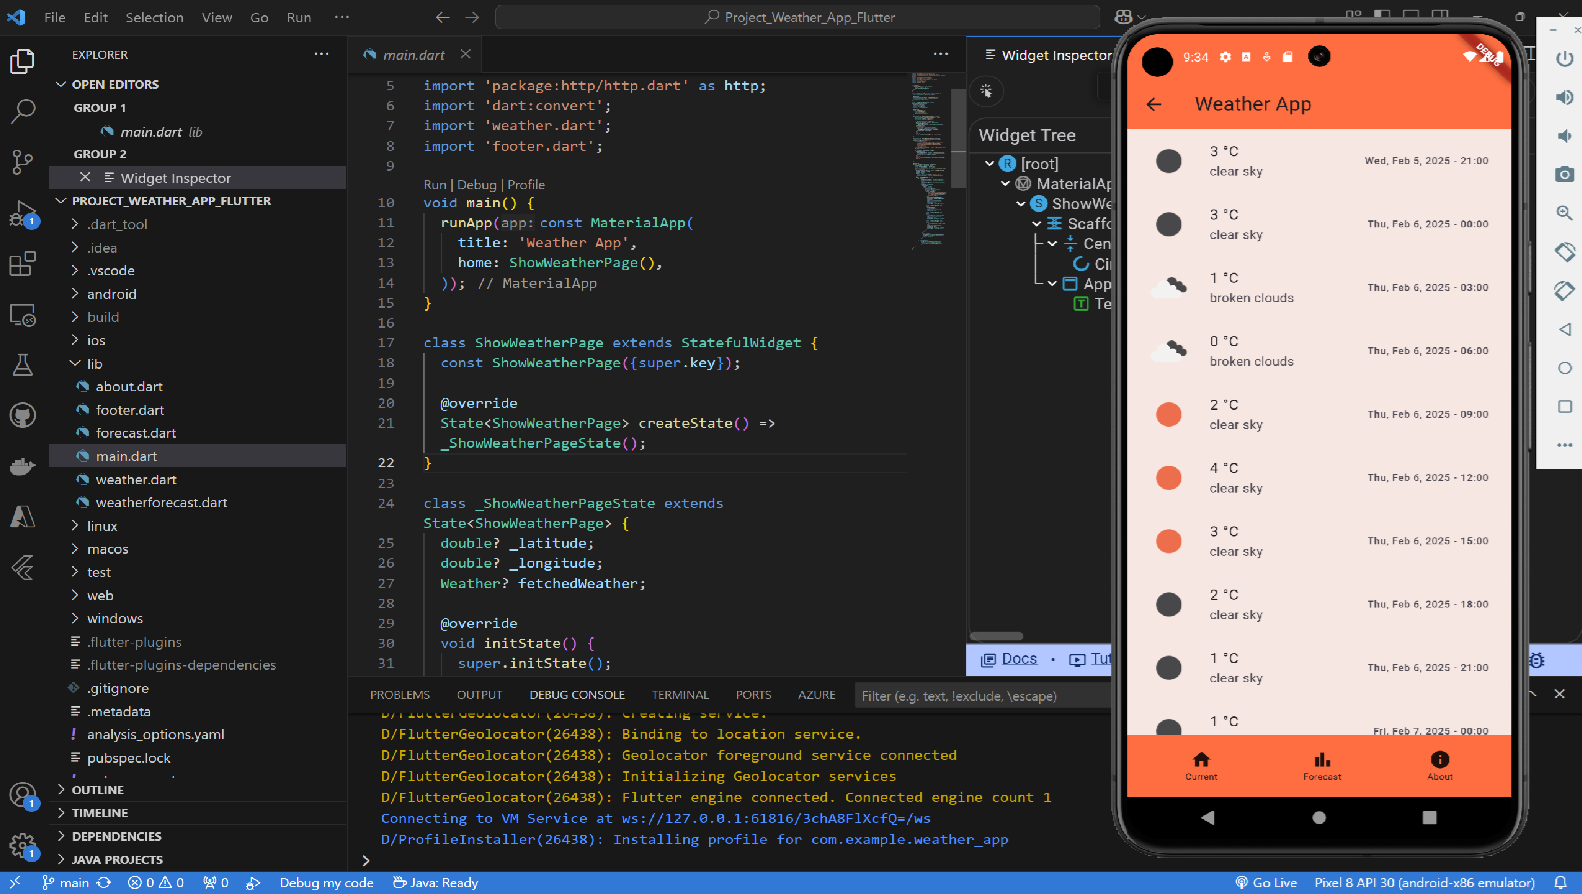 File Edit Selection View Go Run ···
Project_Weather_App_Flutter
EXPLORER
OPEN EDITORS
GROUP 1
main.dart lib
GROUP 2
Widget Inspector
PROJECT_WEATHER_APP_FLUTTER
.dart_tool
.idea
.vscode
android
build
ios
lib
about.dart
footer.dart
forecast.dart
main.dart
weather.dart
weatherforecast.dart
linux
macos
test
web
windows
.flutter-plugins
.flutter-plugins-dependencies
.gitignore
.metadata
analysis_options.yaml
pubspec.lock
OUTLINE
TIMELINE
DEPENDENCIES
JAVA PROJECTS
1
1
1
main.dart
5 import 'package:http/http.dart' as http;
6 import 'dart:convert';
7 import 'weather.dart';
8 import 'footer.dart';
9
Run | Debug | Profile
10 void main() {
11 runApp(app: const MaterialApp(
12 title: 'Weather App',
13 home: ShowWeatherPage(),
14 )); // MaterialApp
15 }
16
17 class ShowWeatherPage extends StatefulWidget {
18 const ShowWeatherPage({super.key});
19
20 @override
21 State<ShowWeatherPage> createState() =>
_ShowWeatherPageState();
22 }
23
24 class _ShowWeatherPageState extends
State<ShowWeatherPage> {
25 double? _latitude;
26 double? _longitude;
27 Weather? fetchedWeather;
28
29 @override
30 void initState() {
31 super.initState();
Widget Inspector
Widget Tree
R [root]
M MaterialAp
S ShowWe
Scaffo
Cen
Ci
App
T Te
Docs · Tut
PROBLEMS OUTPUT DEBUG CONSOLE TERMINAL PORTS AZURE
Filter (e.g. text, !exclude, \escape)
D/FlutterGeolocator(26438): Creating service.
D/FlutterGeolocator(26438): Binding to location service.
D/FlutterGeolocator(26438): Geolocator foreground service connected
D/FlutterGeolocator(26438): Initializing Geolocator services
D/FlutterGeolocator(26438): Flutter engine connected. Connected engine count 1
Connecting to VM Service at ws://127.0.0.1:61816/3chA8FlXcfQ=/ws
D/ProfileInstaller(26438): Installing profile for com.example.weather_app
9:34
DEBUG
Weather App
3 °C
clear sky
Wed, Feb 5, 2025 - 21:00
3 °C
clear sky
Thu, Feb 6, 2025 - 00:00
1 °C
broken clouds
Thu, Feb 6, 2025 - 03:00
0 °C
broken clouds
Thu, Feb 6, 2025 - 06:00
2 °C
clear sky
Thu, Feb 6, 2025 - 09:00
4 °C
clear sky
Thu, Feb 6, 2025 - 12:00
3 °C
clear sky
Thu, Feb 6, 2025 - 15:00
2 °C
clear sky
Thu, Feb 6, 2025 - 18:00
1 °C
clear sky
Thu, Feb 6, 2025 - 21:00
1 °C
Fri, Feb 7, 2025 - 00:00
Current Forecast About
main 0 0 0 Debug my code Java: Ready Go Live Pixel 8 API 30 (android-x86 emulator)